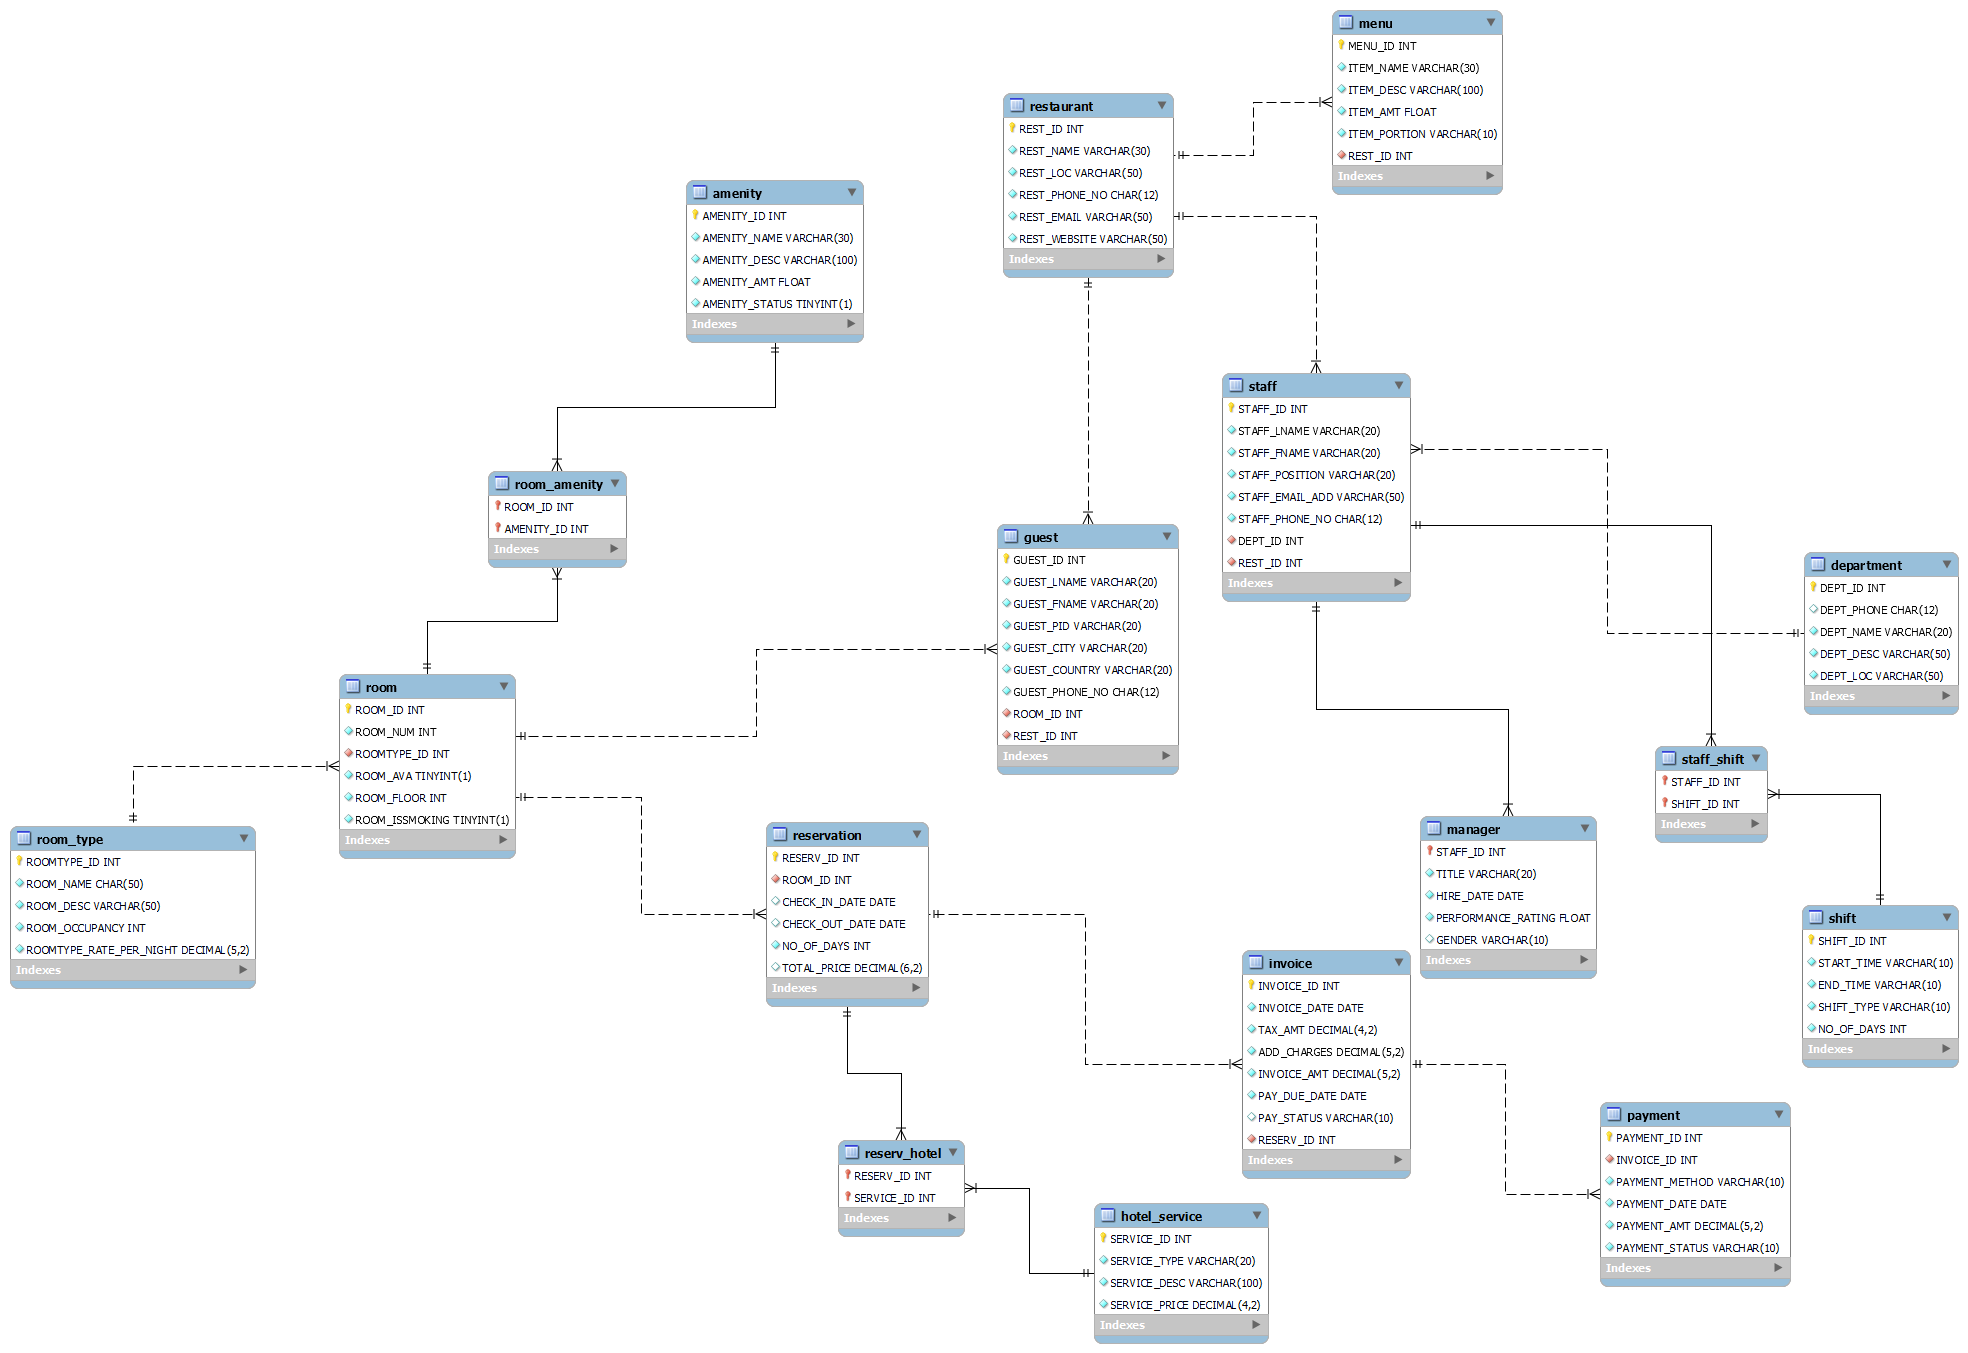 menu
MENU_ID INT
ITEM_NAME VARCHAR(30)
ITEM_DESC VARCHAR(100)
ITEM_AMT FLOAT
ITEM_PORTION VARCHAR(10)
REST_ID INT
Indexes
restaurant
REST_ID INT
REST_NAME VARCHAR(30)
REST_LOC VARCHAR(50)
REST_PHONE_NO CHAR(12)
REST_EMAIL VARCHAR(50)
REST_WEBSITE VARCHAR(50)
Indexes
amenity
AMENITY_ID INT
AMENITY_NAME VARCHAR(30)
AMENITY_DESC VARCHAR(100)
AMENITY_AMT FLOAT
AMENITY_STATUS TINYINT(1)
Indexes
staff
STAFF_ID INT
STAFF_LNAME VARCHAR(20)
STAFF_FNAME VARCHAR(20)
STAFF_POSITION VARCHAR(20)
STAFF_EMAIL_ADD VARCHAR(50)
STAFF_PHONE_NO CHAR(12)
DEPT_ID INT
REST_ID INT
Indexes
room_amenity
ROOM_ID INT
AMENITY_ID INT
Indexes
guest
GUEST_ID INT
GUEST_LNAME VARCHAR(20)
GUEST_FNAME VARCHAR(20)
GUEST_PID VARCHAR(20)
GUEST_CITY VARCHAR(20)
GUEST_COUNTRY VARCHAR(20)
GUEST_PHONE_NO CHAR(12)
ROOM_ID INT
REST_ID INT
Indexes
department
DEPT_ID INT
DEPT_PHONE CHAR(12)
DEPT_NAME VARCHAR(20)
DEPT_DESC VARCHAR(50)
DEPT_LOC VARCHAR(50)
Indexes
room
ROOM_ID INT
ROOM_NUM INT
ROOMTYPE_ID INT
ROOM_AVA TINYINT(1)
ROOM_FLOOR INT
ROOM_ISSMOKING TINYINT(1)
Indexes
staff_shift
STAFF_ID INT
SHIFT_ID INT
Indexes
room_type
ROOMTYPE_ID INT
ROOM_NAME CHAR(50)
ROOM_DESC VARCHAR(50)
ROOM_OCCUPANCY INT
ROOMTYPE_RATE_PER_NIGHT DECIMAL(5,2)
Indexes
reservation
RESERV_ID INT
ROOM_ID INT
CHECK_IN_DATE DATE
CHECK_OUT_DATE DATE
NO_OF_DAYS INT
TOTAL_PRICE DECIMAL(6,2)
Indexes
manager
STAFF_ID INT
TITLE VARCHAR(20)
HIRE_DATE DATE
PERFORMANCE_RATING FLOAT
GENDER VARCHAR(10)
Indexes
shift
SHIFT_ID INT
START_TIME VARCHAR(10)
END_TIME VARCHAR(10)
SHIFT_TYPE VARCHAR(10)
NO_OF_DAYS INT
Indexes
invoice
INVOICE_ID INT
INVOICE_DATE DATE
TAX_AMT DECIMAL(4,2)
ADD_CHARGES DECIMAL(5,2)
INVOICE_AMT DECIMAL(5,2)
PAY_DUE_DATE DATE
PAY_STATUS VARCHAR(10)
RESERV_ID INT
Indexes
payment
PAYMENT_ID INT
INVOICE_ID INT
PAYMENT_METHOD VARCHAR(10)
PAYMENT_DATE DATE
PAYMENT_AMT DECIMAL(5,2)
PAYMENT_STATUS VARCHAR(10)
Indexes
reserv_hotel
RESERV_ID INT
SERVICE_ID INT
Indexes
hotel_service
SERVICE_ID INT
SERVICE_TYPE VARCHAR(20)
SERVICE_DESC VARCHAR(100)
SERVICE_PRICE DECIMAL(4,2)
Indexes